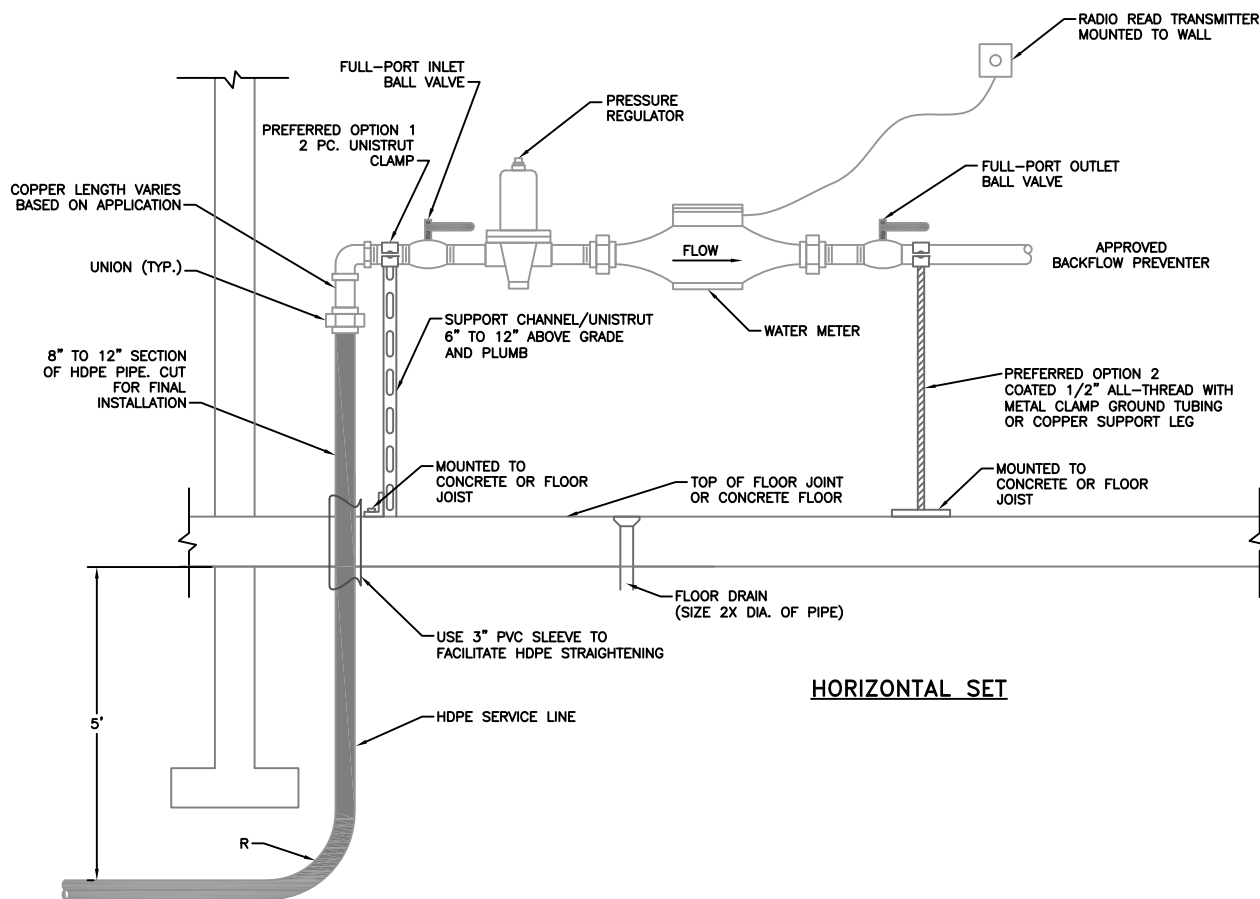 RADIO READ TRANSMITTER
MOUNTED TO WALL
FULL-PORT INLET
BALL VALVE
PRESSURE
REGULATOR
PREFERRED OPTION 1
2 PC. UNISTRUT
CLAMP
FULL-PORT OUTLET
BALL VALVE
COPPER LENGTH VARIES
BASED ON APPLICATION
FLOW
APPROVED
BACKFLOW PREVENTER
UNION (TYP.)
SUPPORT CHANNEL/UNISTRUT
6" TO 12" ABOVE GRADE
AND PLUMB
WATER METER
8" TO 12" SECTION
OF HDPE PIPE. CUT
FOR FINAL
INSTALLATION
PREFERRED OPTION 2
COATED 1/2" ALL-THREAD WITH
METAL CLAMP GROUND TUBING
OR COPPER SUPPORT LEG
MOUNTED TO
CONCRETE OR FLOOR
JOIST
TOP OF FLOOR JOINT
OR CONCRETE FLOOR
MOUNTED TO
CONCRETE OR FLOOR
JOIST
FLOOR DRAIN
(SIZE 2X DIA. OF PIPE)
USE 3" PVC SLEEVE TO
FACILITATE HDPE STRAIGHTENING
HORIZONTAL SET
5'
HDPE SERVICE LINE
R